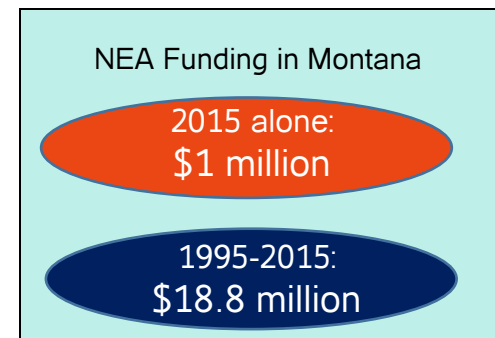 NEA Funding in Montana
2015 alone:
$1 million
1995-2015:
$18.8 million